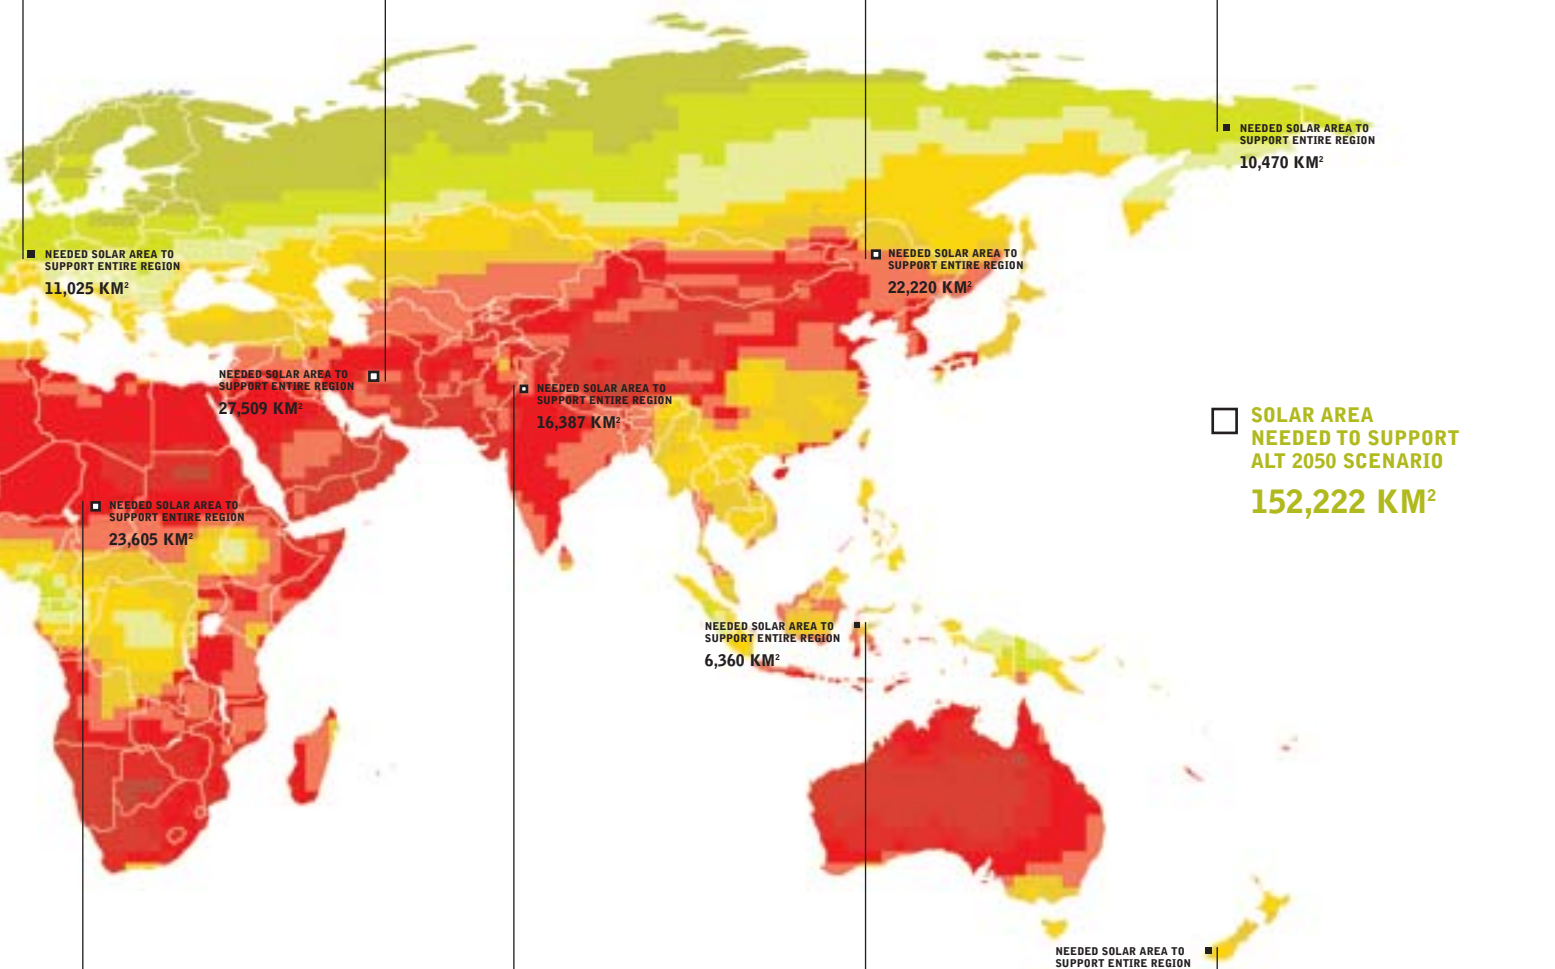 NEEDED SOLAR AREA TO
SUPPORT ENTIRE REGION
10,470 KM²
NEEDED SOLAR AREA TO
SUPPORT ENTIRE REGION
11,025 KM²
NEEDED SOLAR AREA TO
SUPPORT ENTIRE REGION
22,220 KM²
NEEDED SOLAR AREA TO
SUPPORT ENTIRE REGION
27,509 KM²
NEEDED SOLAR AREA TO
SUPPORT ENTIRE REGION
16,387 KM²
SOLAR AREA
NEEDED TO SUPPORT
ALT 2050 SCENARIO
152,222 KM²
NEEDED SOLAR AREA TO
SUPPORT ENTIRE REGION
23,605 KM²
NEEDED SOLAR AREA TO
SUPPORT ENTIRE REGION
6,360 KM²
NEEDED SOLAR AREA TO
SUPPORT ENTIRE REGION